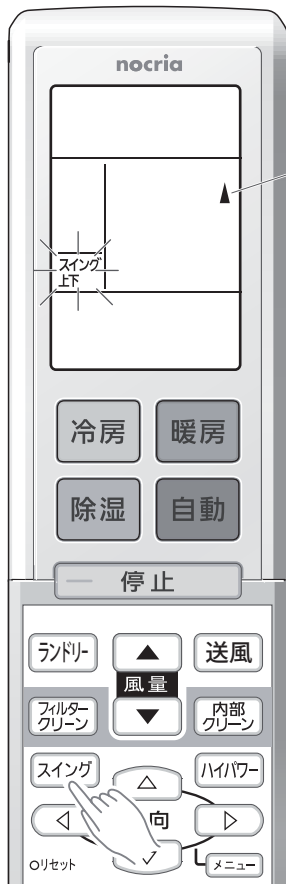 nocria
スイング
上下
冷房
暖房
除湿
自動
停止
ランドリー
風量
送風
フィルター
クリーン
内部
クリーン
スイング
ハイパワー
向
リセット
メニュー